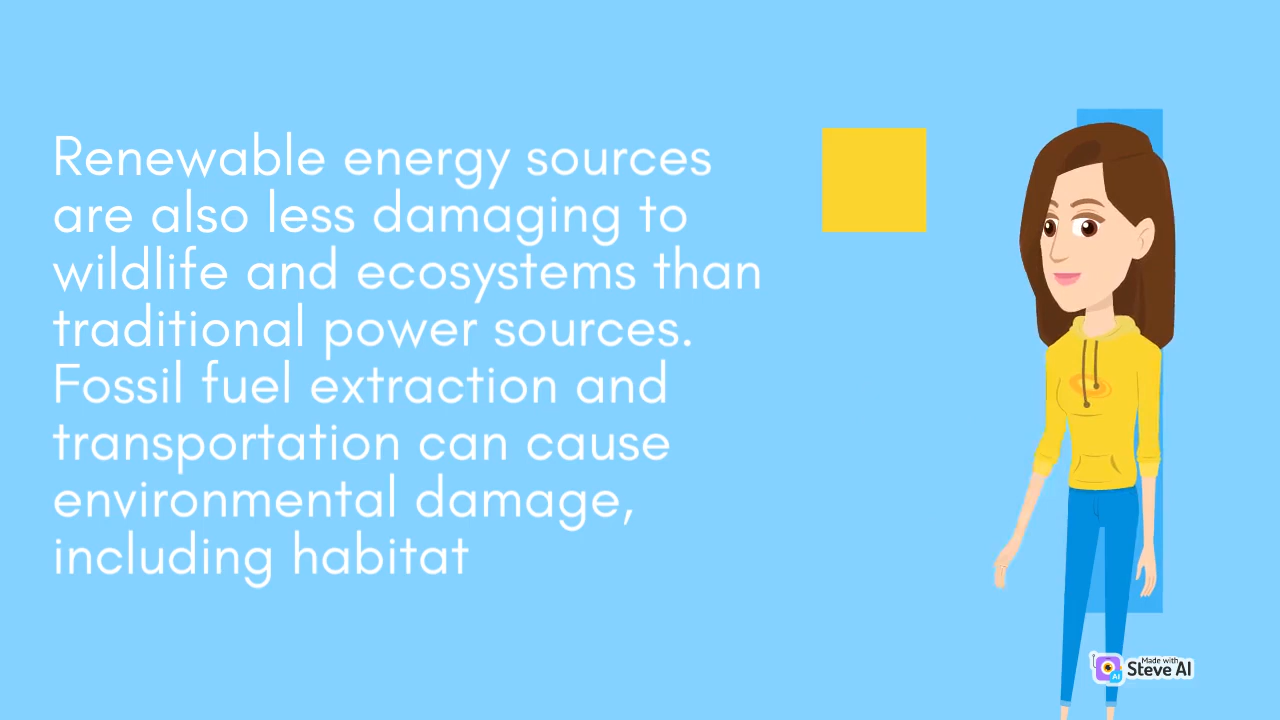 Renewable energy sources
are also less damaging to
wildlife and ecosystems than
traditional power sources.
Fossil fuel extraction and
transportation can cause
environmental damage,
including habitat
Made with
Steve AI
AI